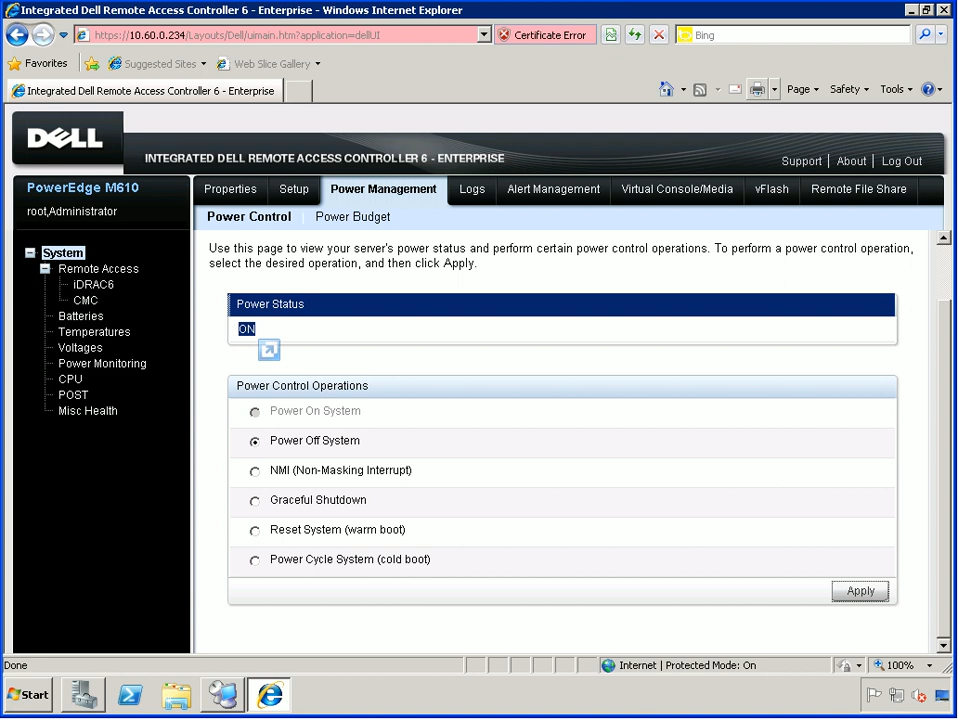 Integrated Dell Remote Access Controller 6 - Enterprise - Windows Internet Explorer
https://10.60.0.234/Layouts/Dell/uimain.htm?application=dellUI
Certificate Error
Bing
Favorites
Suggested Sites
Web Slice Gallery
Integrated Dell Remote Access Controller 6 - Enterprise
Page
Safety
Tools
DELL
INTEGRATED DELL REMOTE ACCESS CONTROLLER 6 - ENTERPRISE
Support | About | Log Out
PowerEdge M610
root,Administrator
System
Remote Access
iDRAC6
CMC
Batteries
Temperatures
Voltages
Power Monitoring
CPU
POST
Misc Health
Properties
Setup
Power Management
Logs
Alert Management
Virtual Console/Media
vFlash
Remote File Share
Power Control
Power Budget
Use this page to view your server's power status and perform certain power control operations. To perform a power control operation,
select the desired operation, and then click Apply.
Power Status
ON
Power Control Operations
Power On System
Power Off System
NMI (Non-Masking Interrupt)
Graceful Shutdown
Reset System (warm boot)
Power Cycle System (cold boot)
Apply
Done
Internet | Protected Mode: On
100%
Start